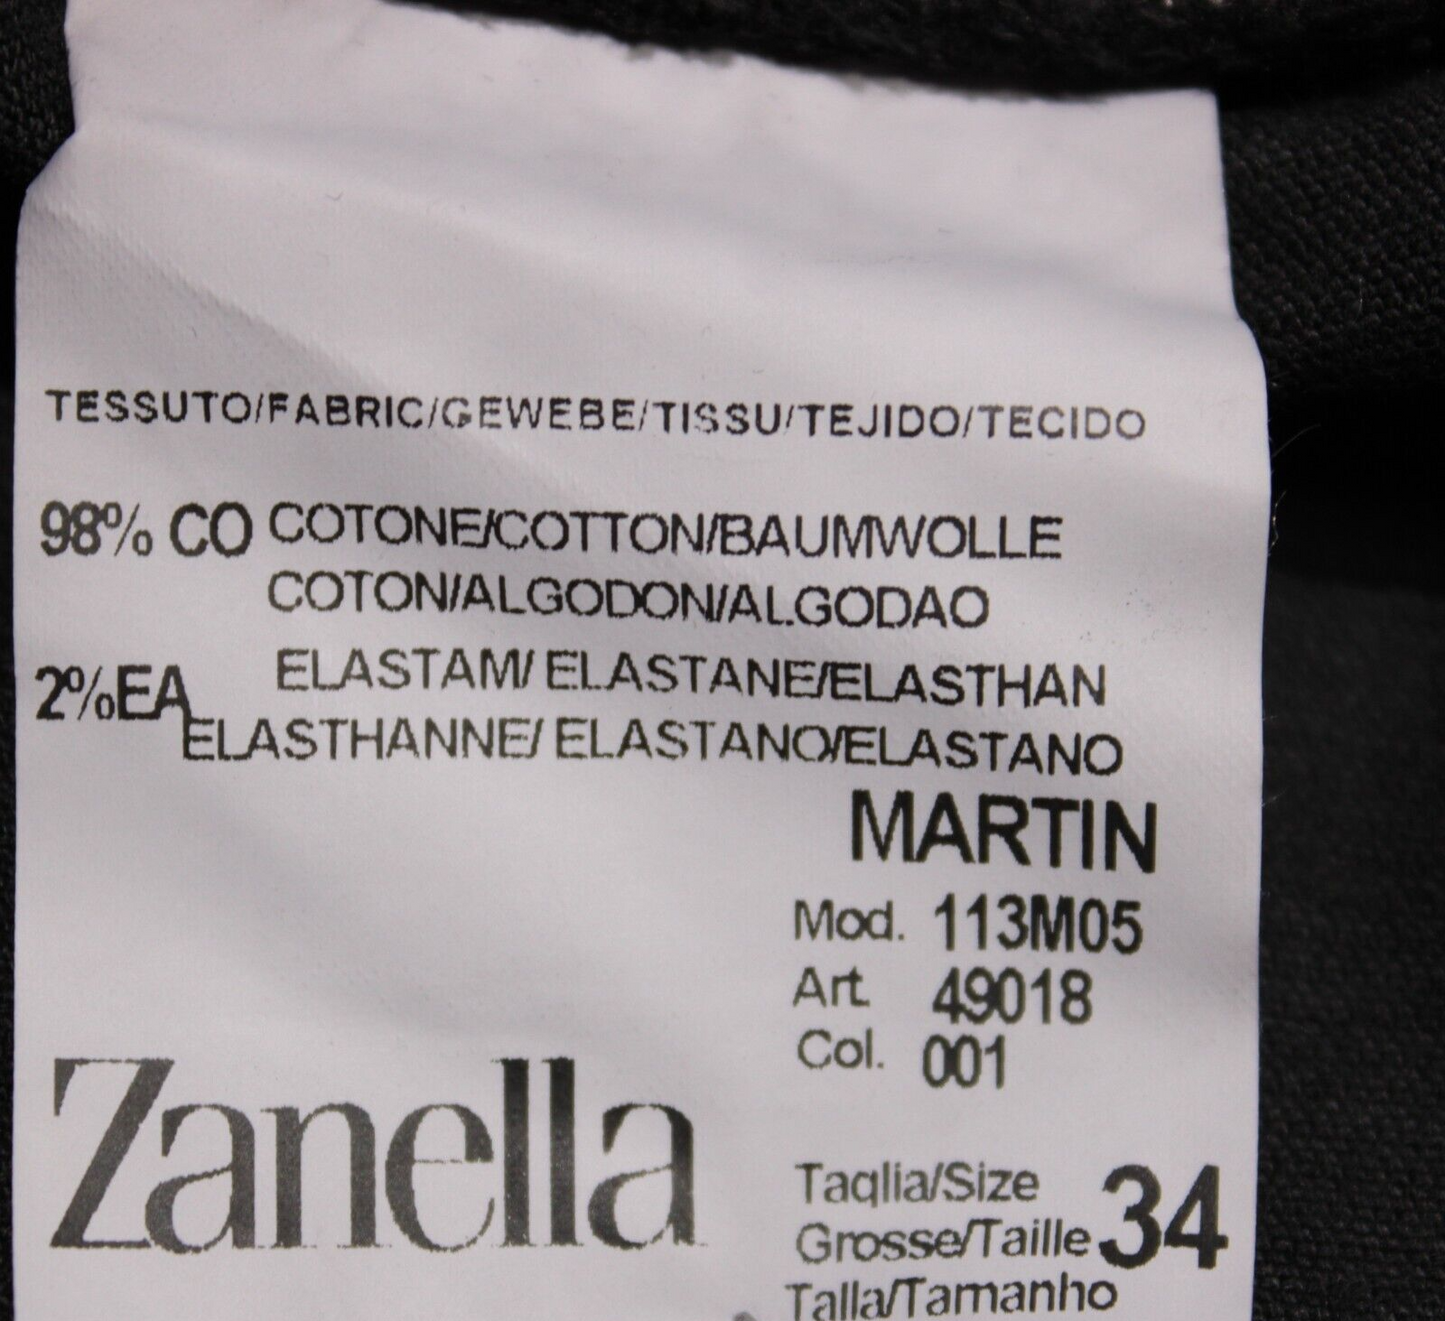 TESSUTO/FABRIC/GEWEBE/TISSU/TEJIDO/TECIDO
98% CO COTONE/COTTON/BAUMWOLLE
COTON/ALGODON/ALGODAO
2%EA ELASTAM/ ELASTANE/ELASTHAN
ELASTHANNE/ ELASTANO/ELASTANO
MARTIN
Mod. 113M05
Art. 49018
Col. 001
Zanella
Taglia/Size
Grosse/Taille 34
Talla/Tamanho